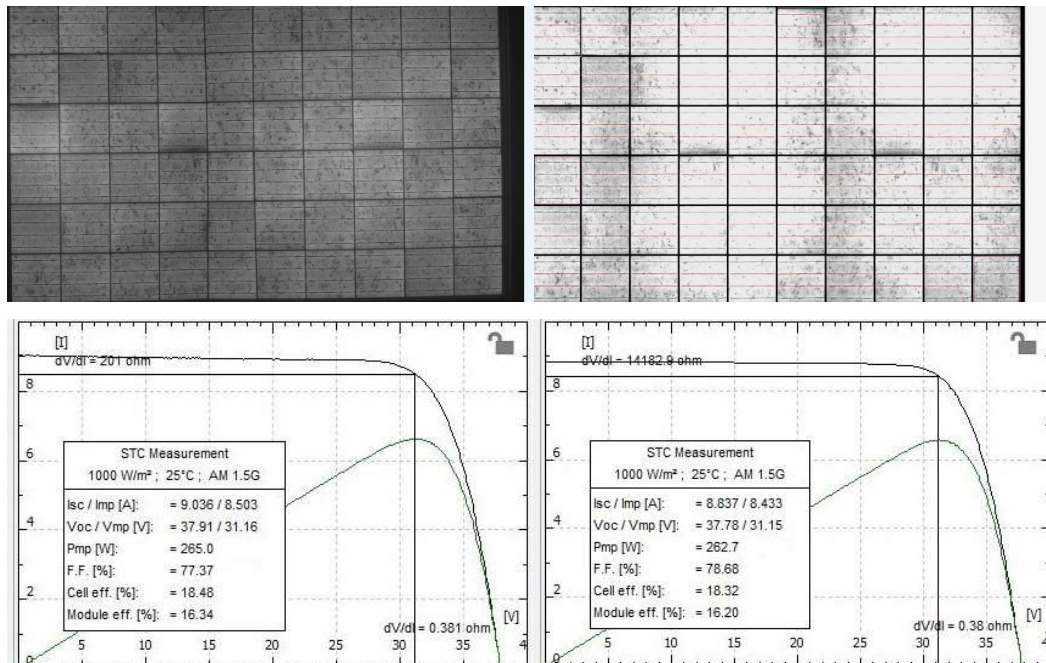 [I]
dV/dI = 201 ohm
8
6
4
2
0
STC Measurement
1000 W/m² ; 25°C ; AM 1.5G
Isc / Imp [A]: = 9.036 / 8.503
Voc / Vmp [V]: = 37.91 / 31.16
Pmp [W]: = 265.0
F.F. [%]: = 77.37
Cell eff. [%]: = 18.48
Module eff. [%]: = 16.34
[V]
dV/dI = 0.381 ohm
5 10 15 20 25 30 35 4
[I]
dV/dI = 14182.9 ohm
8
6
4
2
0
STC Measurement
1000 W/m² ; 25°C ; AM 1.5G
Isc / Imp [A]: = 8.837 / 8.433
Voc / Vmp [V]: = 37.78 / 31.15
Pmp [W]: = 262.7
F.F. [%]: = 78.68
Cell eff. [%]: = 18.32
Module eff. [%]: = 16.20
[V]
dV/dI = 0.38 ohm
5 10 15 20 25 30 35 4